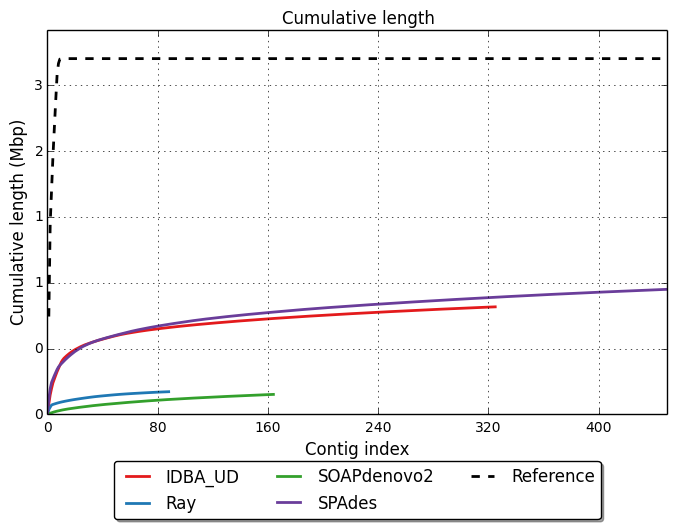 Cumulative length
Cumulative length (Mbp)
3
2
1
1
0
0
0 80 160 240 320 400
Contig index
IDBA_UD SOAPdenovo2 Reference
Ray SPAdes